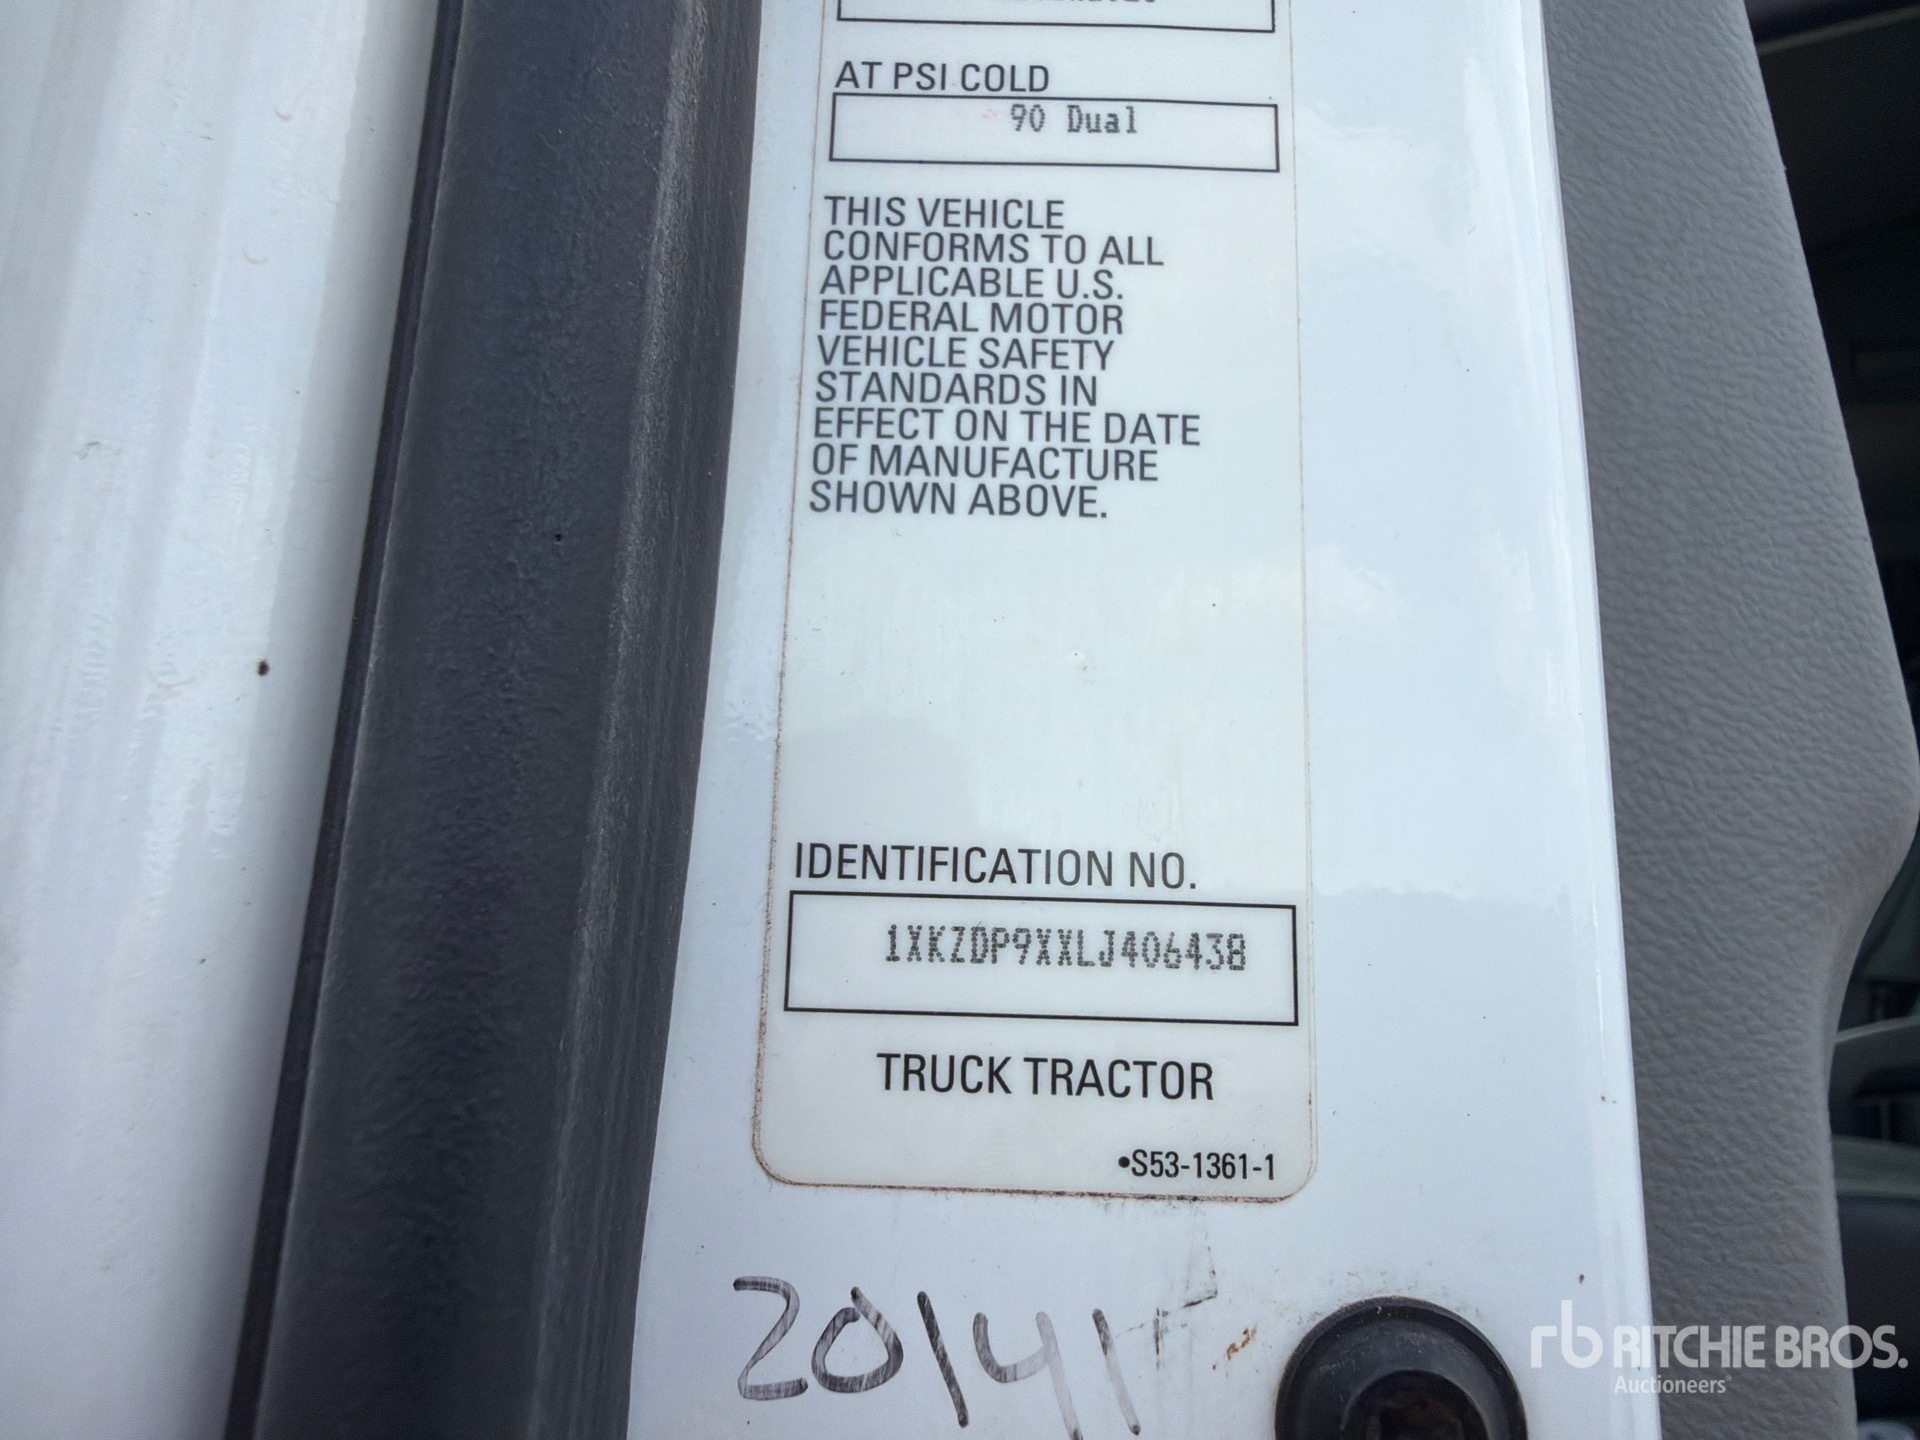 AT PSI COLD
90 Dual
THIS VEHICLE
CONFORMS TO ALL
APPLICABLE U.S.
FEDERAL MOTOR
VEHICLE SAFETY
STANDARDS IN
EFFECT ON THE DATE
OF MANUFACTURE
SHOWN ABOVE.
IDENTIFICATION NO.
1XKZDP9XXLJ406438
TRUCK TRACTOR
•S53-1361-1
20141
rb RITCHIE BROS.
Auctioneers